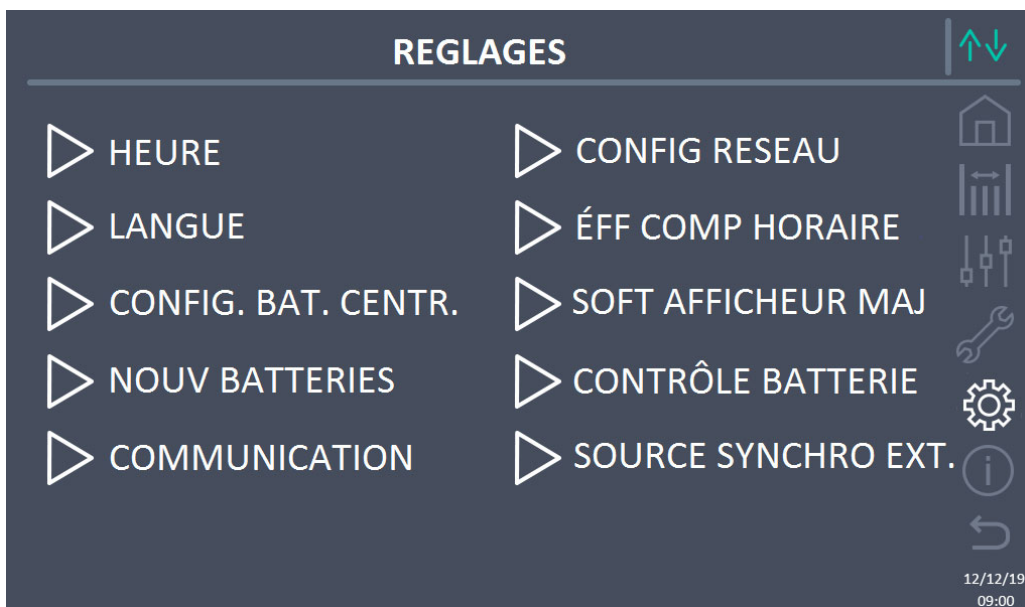 REGLAGES
HEURE
LANGUE
CONFIG. BAT. CENTR.
NOUV BATTERIES
COMMUNICATION
CONFIG RESEAU
ÉFF COMP HORAIRE
SOFT AFFICHEUR MAJ
CONTRÔLE BATTERIE
SOURCE SYNCHRO EXT.
12/12/19
09:00